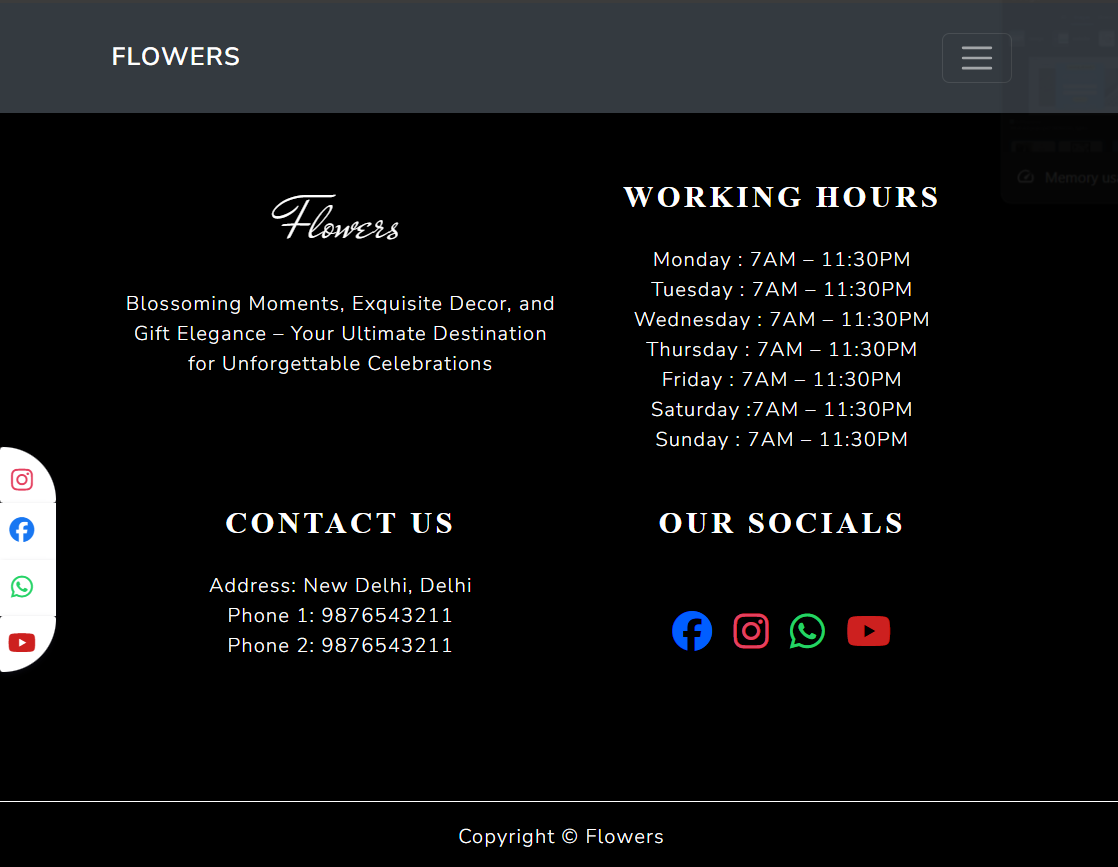 FLOWERS
Flowers
Blossoming Moments, Exquisite Decor, and
Gift Elegance – Your Ultimate Destination
for Unforgettable Celebrations
WORKING HOURS
Monday : 7AM – 11:30PM
Tuesday : 7AM – 11:30PM
Wednesday : 7AM – 11:30PM
Thursday : 7AM – 11:30PM
Friday : 7AM – 11:30PM
Saturday :7AM – 11:30PM
Sunday : 7AM – 11:30PM
CONTACT US
Address: New Delhi, Delhi
Phone 1: 9876543211
Phone 2: 9876543211
OUR SOCIALS
Copyright © Flowers
Memory us